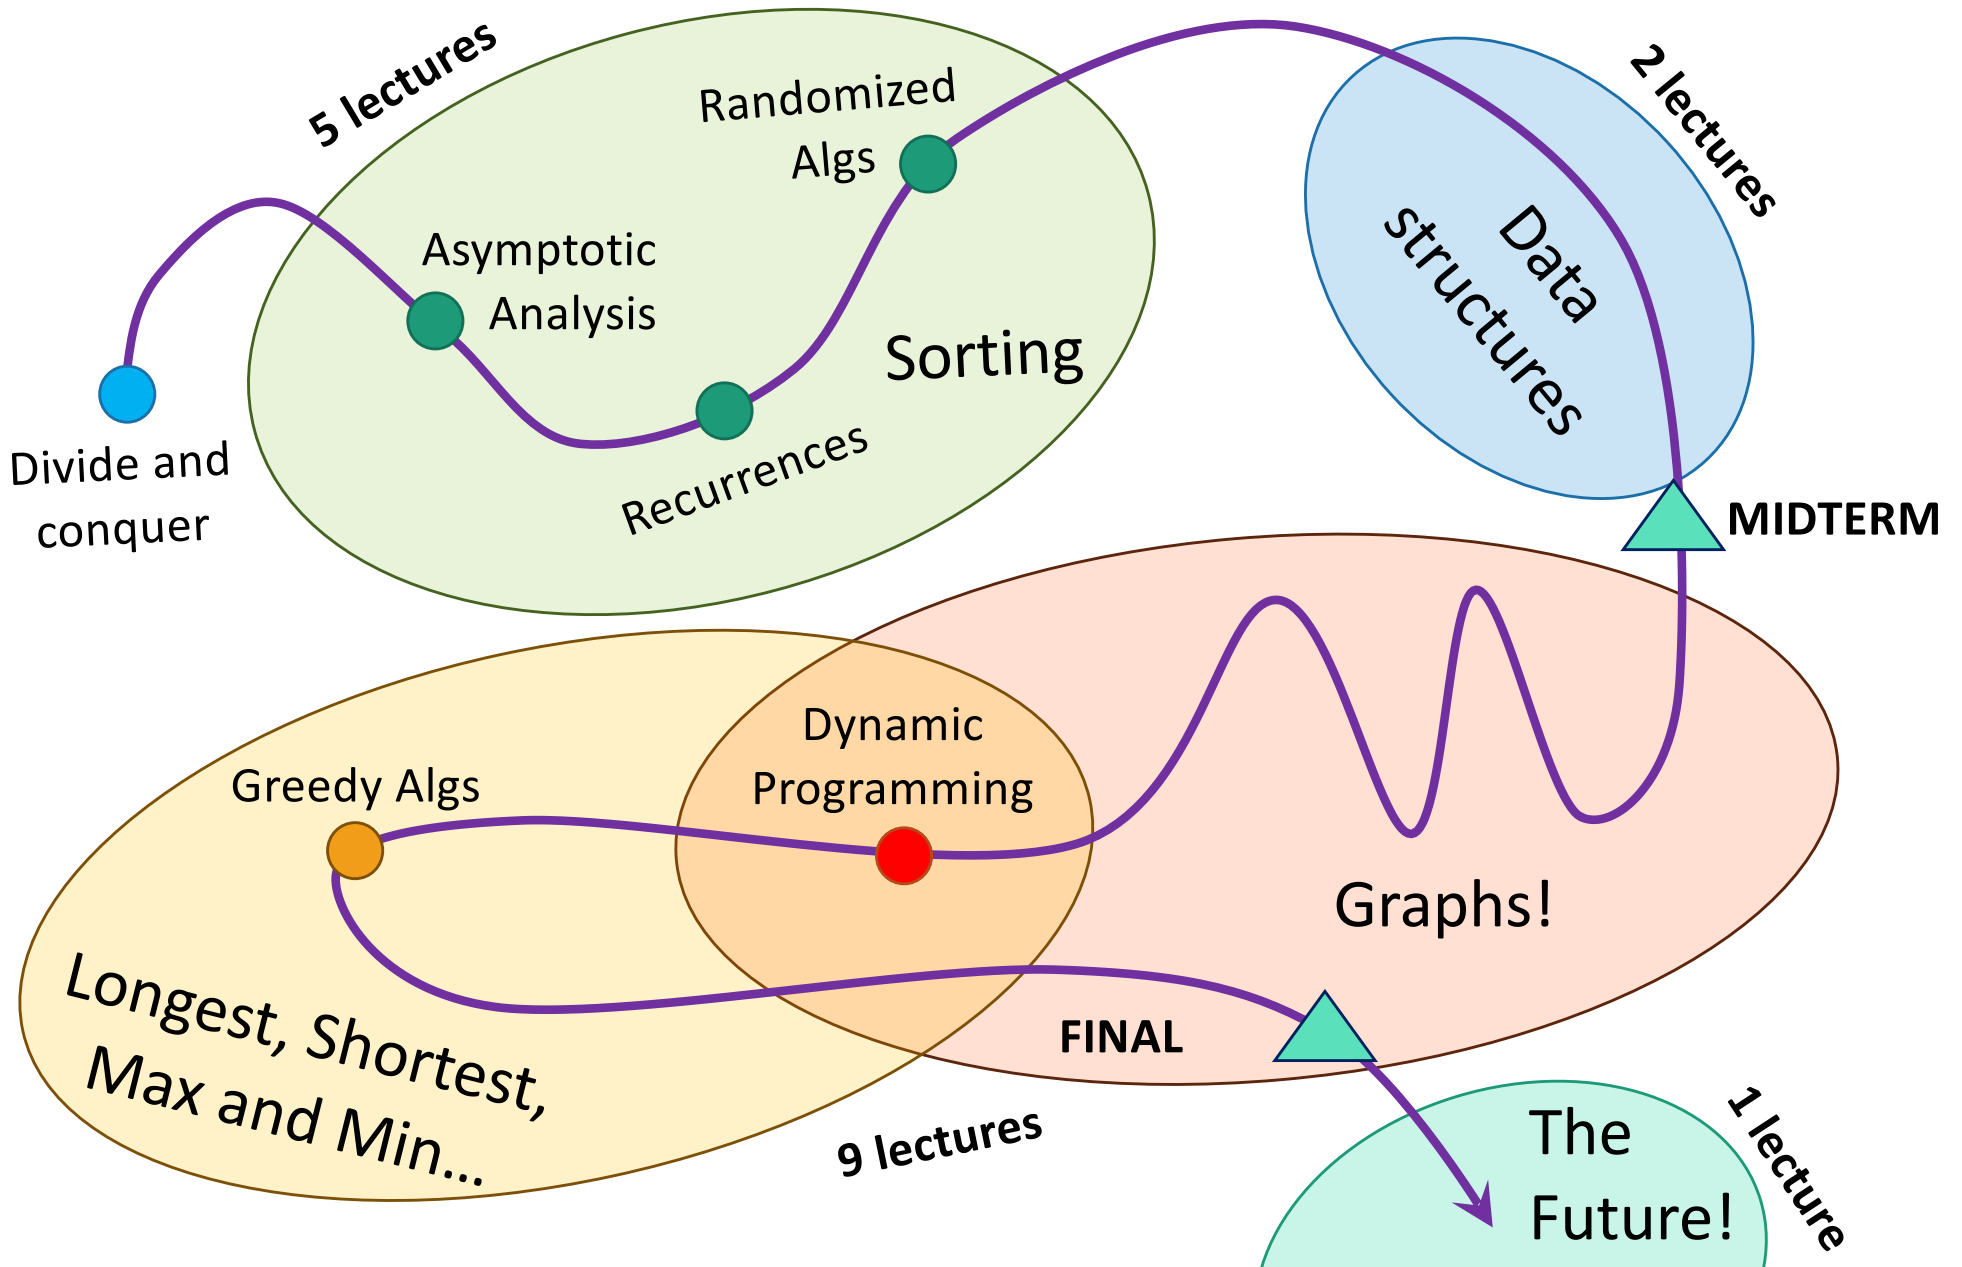 5 lectures
Randomized
Algs
Asymptotic
Analysis
Sorting
Recurrences
Divide and
conquer
2 lectures
Data
structures
MIDTERM
Dynamic
Programming
Greedy Algs
Graphs!
Longest, Shortest,
Max and Min...
FINAL
9 lectures
The
Future!
1 lecture